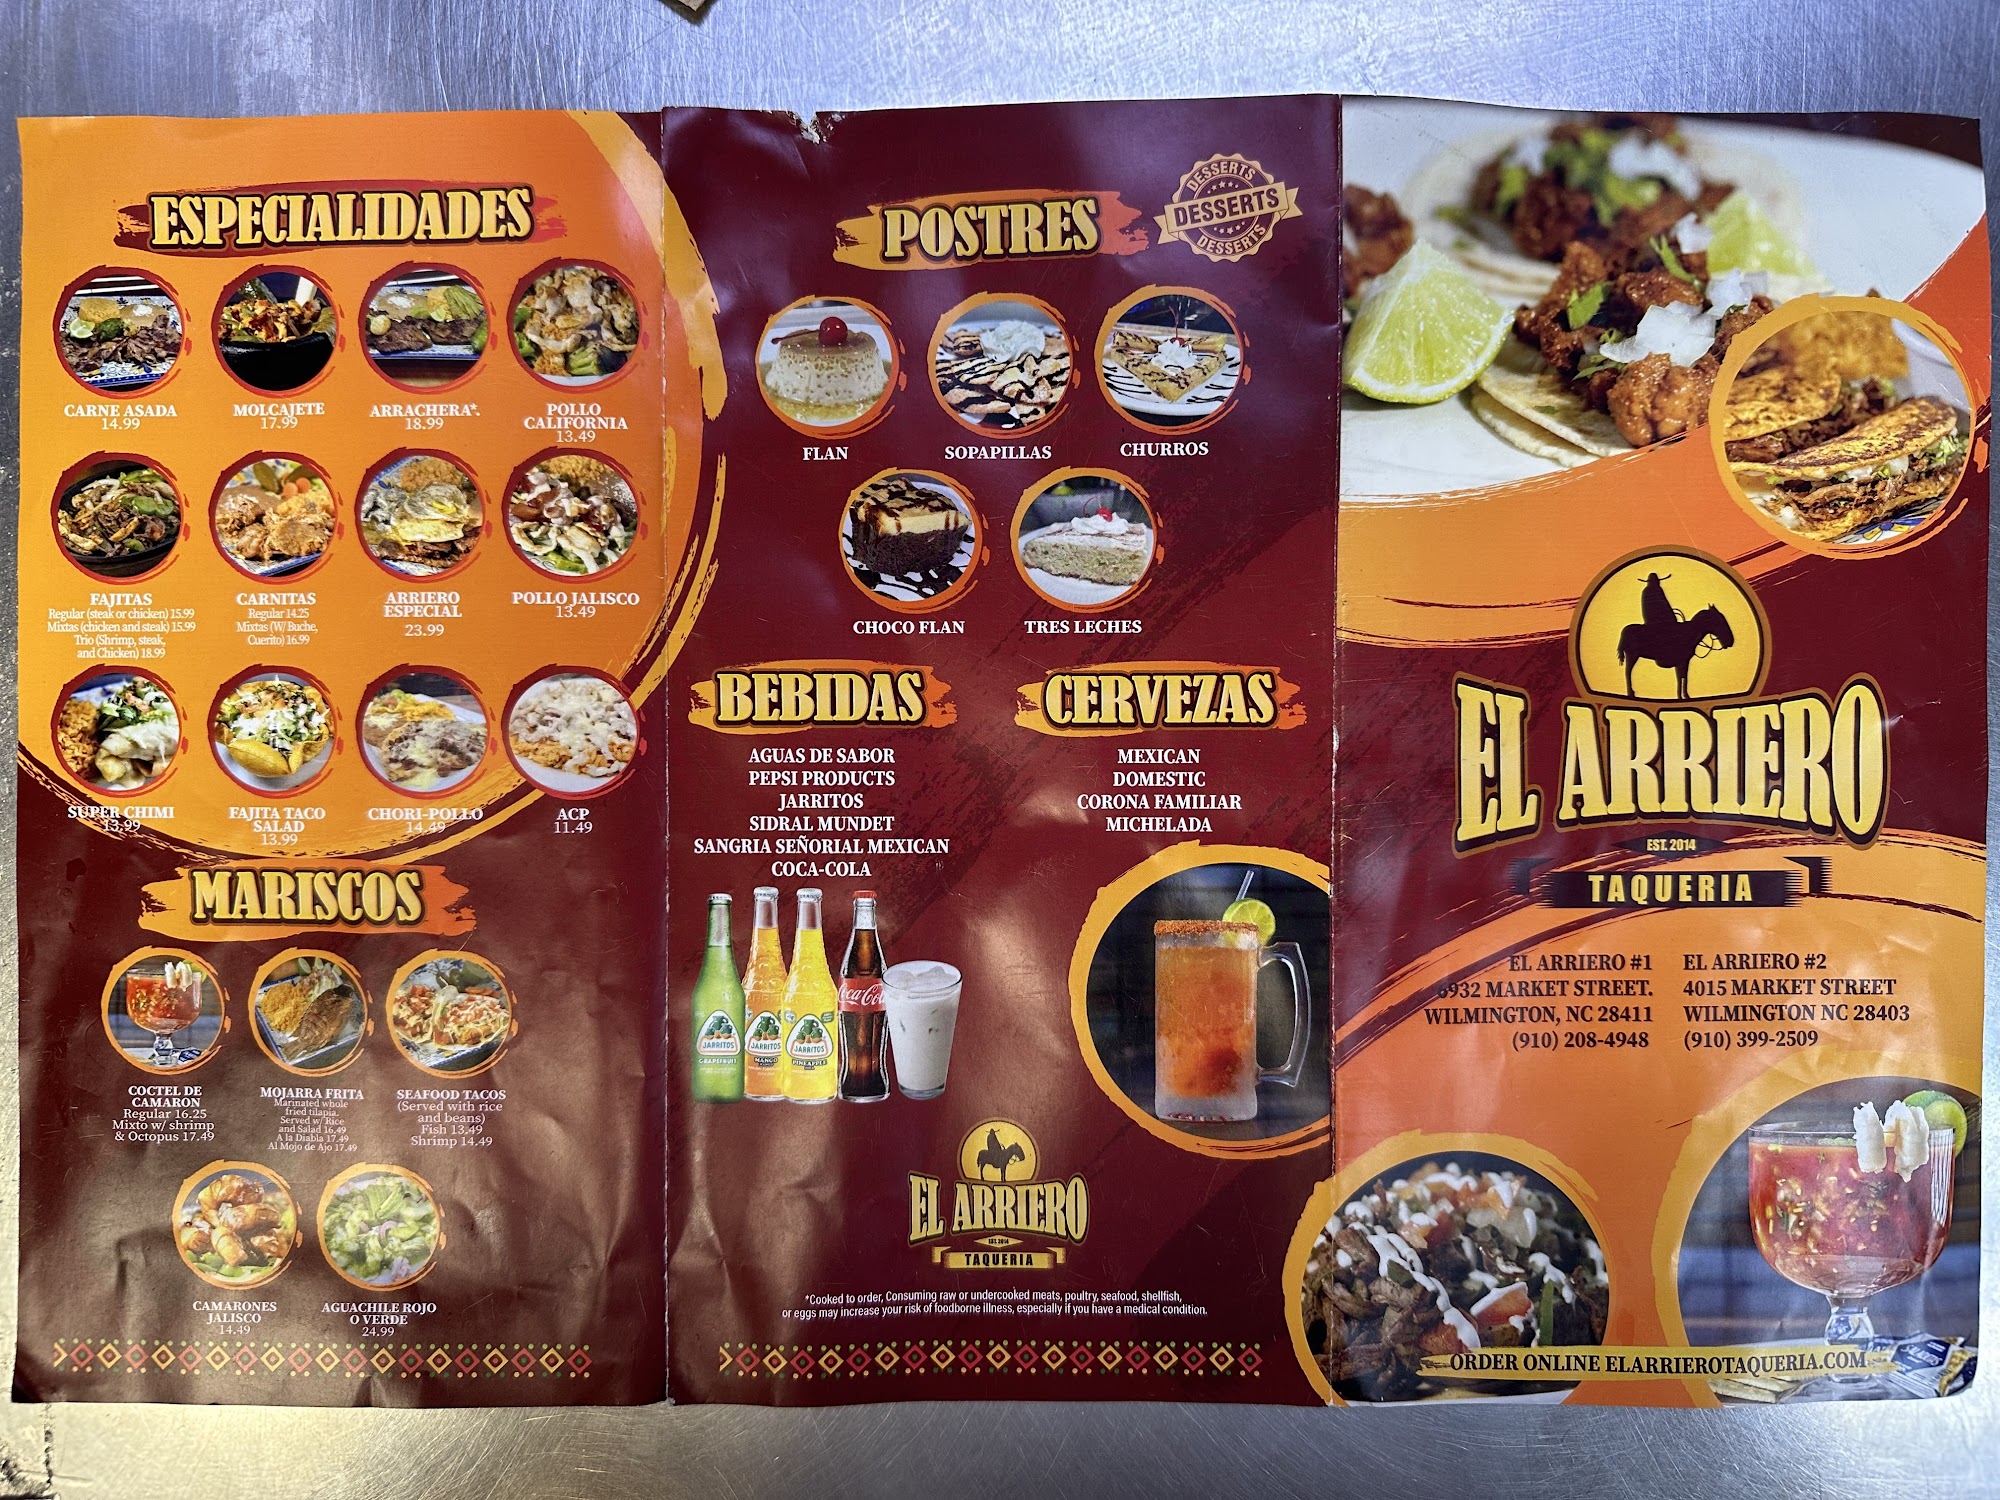 ESPECIALIDADES
CARNE ASADA
14.99
MOLCAJETE
17.99
ARRACHERA*.
18.99
POLLO
CALIFORNIA
13.49
FAJITAS
Regular (steak or chicken) 15.99
Mixtas (chicken and steak) 15.99
Trio (Shrimp, steak,
and Chicken) 18.99
CARNITAS
Regular 14.25
Mixtas (W/ Buche,
Cuerito) 16.99
ARRIERO
ESPECIAL
23.99
POLLO JALISCO
13.49
SUPER CHIMI
13.99
FAJITA TACO
SALAD
13.99
CHORI-POLLO
14.49
ACP
11.49
MARISCOS
COCTEL DE
CAMARON
Regular 16.25
Mixto w/ shrimp
& Octopus 17.49
MOJARRA FRITA
Marinated whole
fried tilapia.
Served w/ Rice
and Salad 16.49
A la Diabla 17.49
Al Mojo de Ajo 17.49
SEAFOOD TACOS
(Served with rice
and beans)
Fish 13.49
Shrimp 14.49
CAMARONES
JALISCO
14.49
AGUACHILE ROJO
O VERDE
24.99
POSTRES
DESSERTS
DESSERTS
DESSERTS
FLAN
SOPAPILLAS
CHURROS
CHOCO FLAN
TRES LECHES
BEBIDAS
AGUAS DE SABOR
PEPSI PRODUCTS
JARRITOS
SIDRAL MUNDET
SANGRIA SEÑORIAL MEXICAN
COCA-COLA
CERVEZAS
MEXICAN
DOMESTIC
CORONA FAMILIAR
MICHELADA
JARRITOS
GRAPEFRUIT
JARRITOS
MANGO
JARRITOS
PINEAPPLE
Coca-Cola
EL ARRIERO
EST. 2014
TAQUERIA
*Cooked to order, Consuming raw or undercooked meats, poultry, seafood, shellfish,
or eggs may increase your risk of foodborne illness, especially if you have a medical condition.
EL ARRIERO
EST. 2014
TAQUERIA
EL ARRIERO #1
6932 MARKET STREET.
WILMINGTON, NC 28411
(910) 208-4948
EL ARRIERO #2
4015 MARKET STREET
WILMINGTON NC 28403
(910) 399-2509
ORDER ONLINE ELARRIEROTAQUERIA.COM